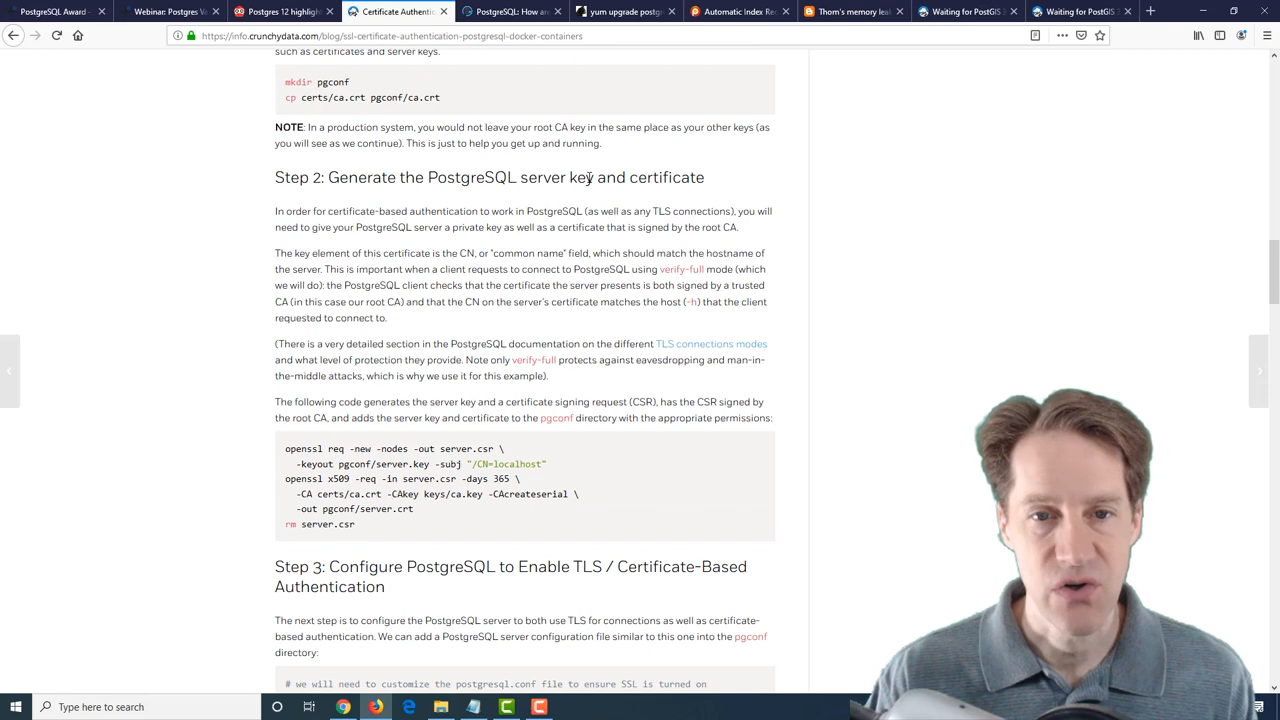 PostgreSQL Award –
Webinar: Postgres Va
Postgres 12 highligh
Certificate Authentic
PostgreSQL: How are
yum upgrade postgr
Automatic Index Rec
Thom's memory leak
Waiting for PostGIS 3
Waiting for PostGIS 3
https://info.crunchydata.com/blog/ssl-certificate-authentication-postgresql-docker-containers
such as certificates and server keys.
mkdir pgconf
cp certs/ca.crt pgconf/ca.crt
NOTE: In a production system, you would not leave your root CA key in the same place as your other keys (as
you will see as we continue). This is just to help you get up and running.
Step 2: Generate the PostgreSQL server key and certificate
In order for certificate-based authentication to work in PostgreSQL (as well as any TLS connections), you will
need to give your PostgreSQL server a private key as well as a certificate that is signed by the root CA.
The key element of this certificate is the CN, or "common name" field, which should match the hostname of
the server. This is important when a client requests to connect to PostgreSQL using verify-full mode (which
we will do): the PostgreSQL client checks that the certificate the server presents is both signed by a trusted
CA (in this case our root CA) and that the CN on the server's certificate matches the host (-h) that the client
requested to connect to.
(There is a very detailed section in the PostgreSQL documentation on the different TLS connections modes
and what level of protection they provide. Note only verify-full protects against eavesdropping and man-in-
the-middle attacks, which is why we use it for this example).
The following code generates the server key and a certificate signing request (CSR), has the CSR signed by
the root CA, and adds the server key and certificate to the pgconf directory with the appropriate permissions:
openssl req -new -nodes -out server.csr \
-keyout pgconf/server.key -subj "/CN=localhost"
openssl x509 -req -in server.csr -days 365 \
-CA certs/ca.crt -CAkey keys/ca.key -CAcreateserial \
-out pgconf/server.crt
rm server.csr
Step 3: Configure PostgreSQL to Enable TLS / Certificate-Based
Authentication
The next step is to configure the PostgreSQL server to both use TLS for connections as well as certificate-
based authentication. We can add a PostgreSQL server configuration file similar to this one into the pgconf
directory:
# we will need to customize the postgresql.conf file to ensure SSL is turned on
Type here to search